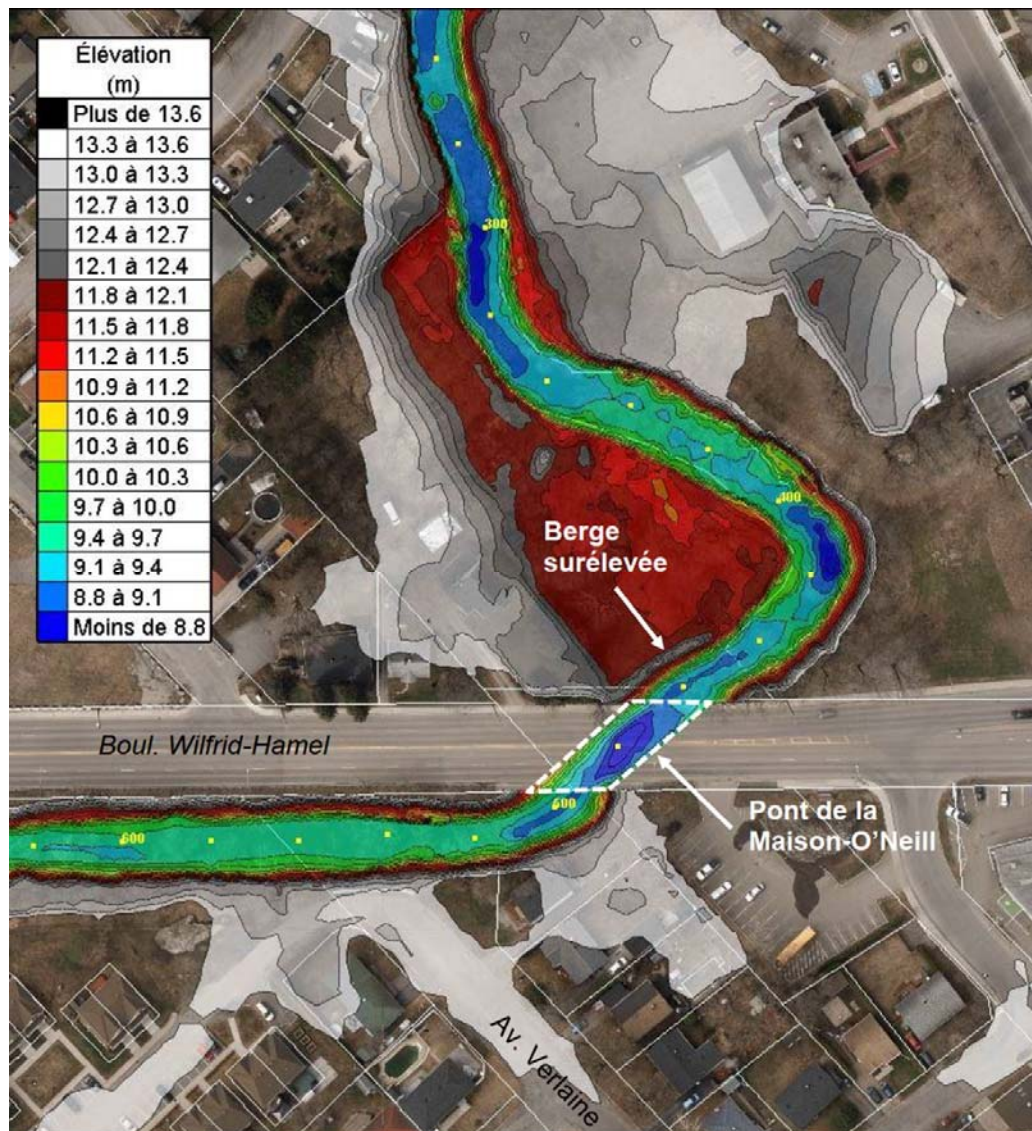 Élévation
(m)
Plus de 13.6
13.3 à 13.6
13.0 à 13.3
12.7 à 13.0
12.4 à 12.7
12.1 à 12.4
11.8 à 12.1
11.5 à 11.8
11.2 à 11.5
10.9 à 11.2
10.6 à 10.9
10.3 à 10.6
10.0 à 10.3
9.7 à 10.0
9.4 à 9.7
9.1 à 9.4
8.8 à 9.1
Moins de 8.8
300
400
Berge
surélevée
Boul. Wilfrid-Hamel
500
600
Pont de la
Maison-O'Neill
Av. Verlaine